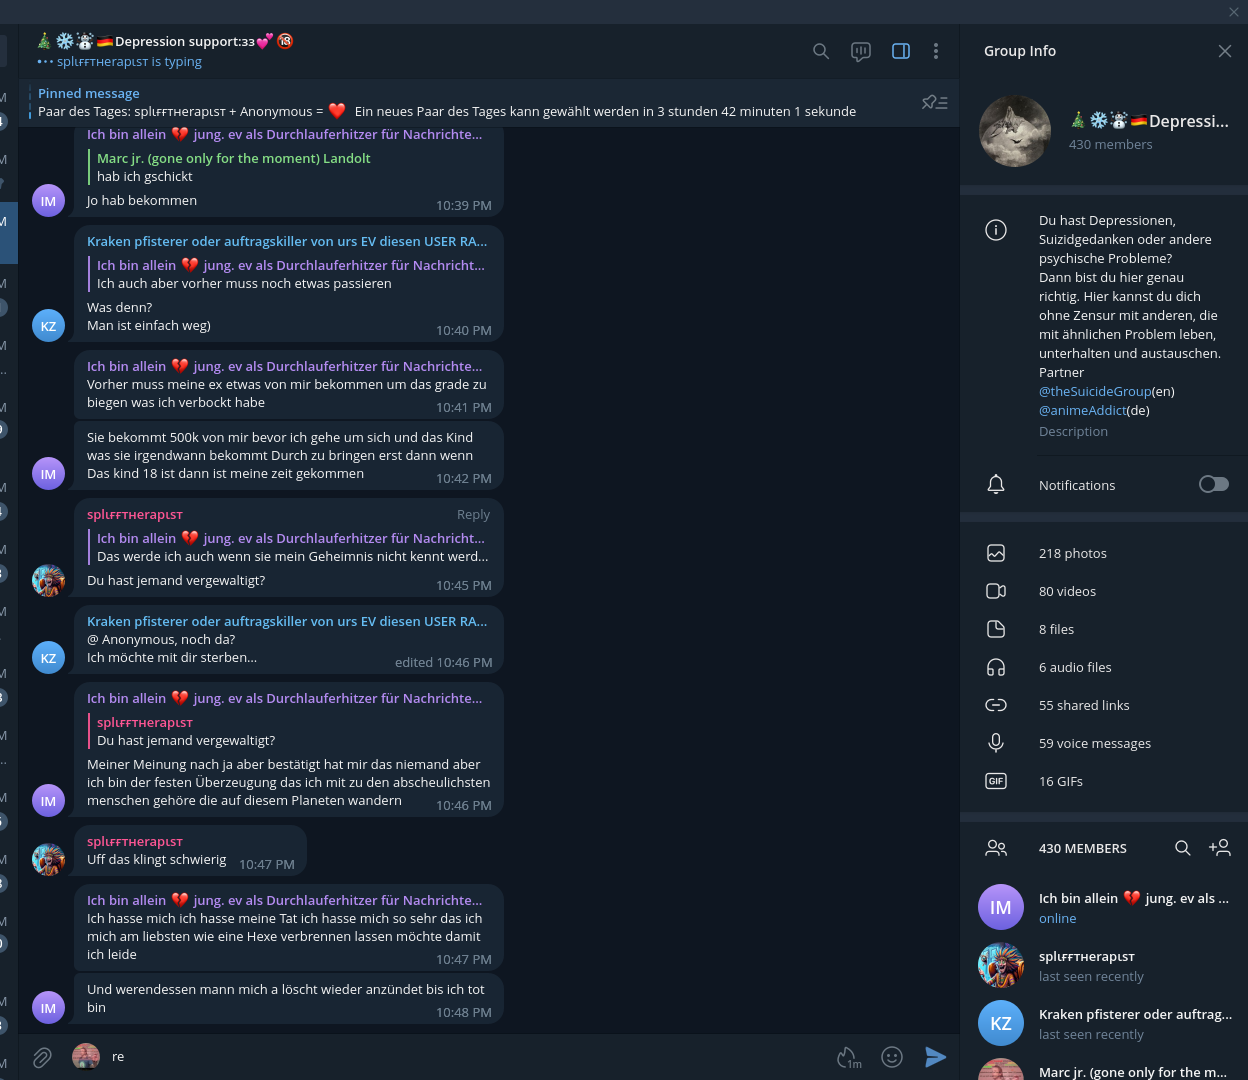 🎄❄️☃️🇩🇪Depression support:зз💕 🔞
splιғғтнerapιѕт is typing
Pinned message
Paar des Tages: splιғғтнerapιѕт + Anonymous = ❤️ Ein neues Paar des Tages kann gewählt werden in 3 stunden 42 minuten 1 sekunde
Ich bin allein 💔 jung. ev als Durchlauferhitzer für Nachrichte...
Marc jr. (gone only for the moment) Landolt
hab ich gschickt
Jo hab bekommen
10:39 PM
IM
Kraken pfisterer oder auftragskiller von urs EV diesen USER RA...
Ich bin allein 💔 jung. ev als Durchlauferhitzer für Nachricht...
Ich auch aber vorher muss noch etwas passieren
Was denn?
Man ist einfach weg)
10:40 PM
KZ
Ich bin allein 💔 jung. ev als Durchlauferhitzer für Nachrichte...
Vorher muss meine ex etwas von mir bekommen um das grade zu
biegen was ich verbockt habe
10:41 PM
Sie bekommt 500k von mir bevor ich gehe um sich und das Kind
was sie irgendwann bekommt Durch zu bringen erst dann wenn
Das kind 18 ist dann ist meine zeit gekommen
10:42 PM
IM
splιғғтнerapιѕт Reply
Ich bin allein 💔 jung. ev als Durchlauferhitzer für Nachricht...
Das werde ich auch wenn sie mein Geheimnis nicht kennt werd...
Du hast jemand vergewaltigt?
10:45 PM
Kraken pfisterer oder auftragskiller von urs EV diesen USER RA...
@ Anonymous, noch da?
Ich möchte mit dir sterben...
edited 10:46 PM
KZ
Ich bin allein 💔 jung. ev als Durchlauferhitzer für Nachrichte...
splιғғтнerapιѕт
Du hast jemand vergewaltigt?
Meiner Meinung nach ja aber bestätigt hat mir das niemand aber
ich bin der festen Überzeugung das ich mit zu den abscheulichsten
menschen gehöre die auf diesem Planeten wandern
10:46 PM
IM
splιғғтнerapιѕт
Uff das klingt schwierig
10:47 PM
Ich bin allein 💔 jung. ev als Durchlauferhitzer für Nachrichte...
Ich hasse mich ich hasse meine Tat ich hasse mich so sehr das ich
mich am liebsten wie eine Hexe verbrennen lassen möchte damit
ich leide
10:47 PM
Und werendessen mann mich a löscht wieder anzündet bis ich tot
bin
10:48 PM
IM
re
1m
Group Info
🎄❄️☃️🇩🇪Depressi...
430 members
Du hast Depressionen,
Suizidgedanken oder andere
psychische Probleme?
Dann bist du hier genau
richtig. Hier kannst du dich
ohne Zensur mit anderen, die
mit ähnlichen Problem leben,
unterhalten und austauschen.
Partner
@theSuicideGroup(en)
@animeAddict(de)
Description
Notifications
218 photos
80 videos
8 files
6 audio files
55 shared links
59 voice messages
GIF
16 GIFs
430 MEMBERS
IM
Ich bin allein 💔 jung. ev als ...
online
splιғғтнerapιѕт
last seen recently
KZ
Kraken pfisterer oder auftrag...
last seen recently
Marc jr. (gone only for the m...